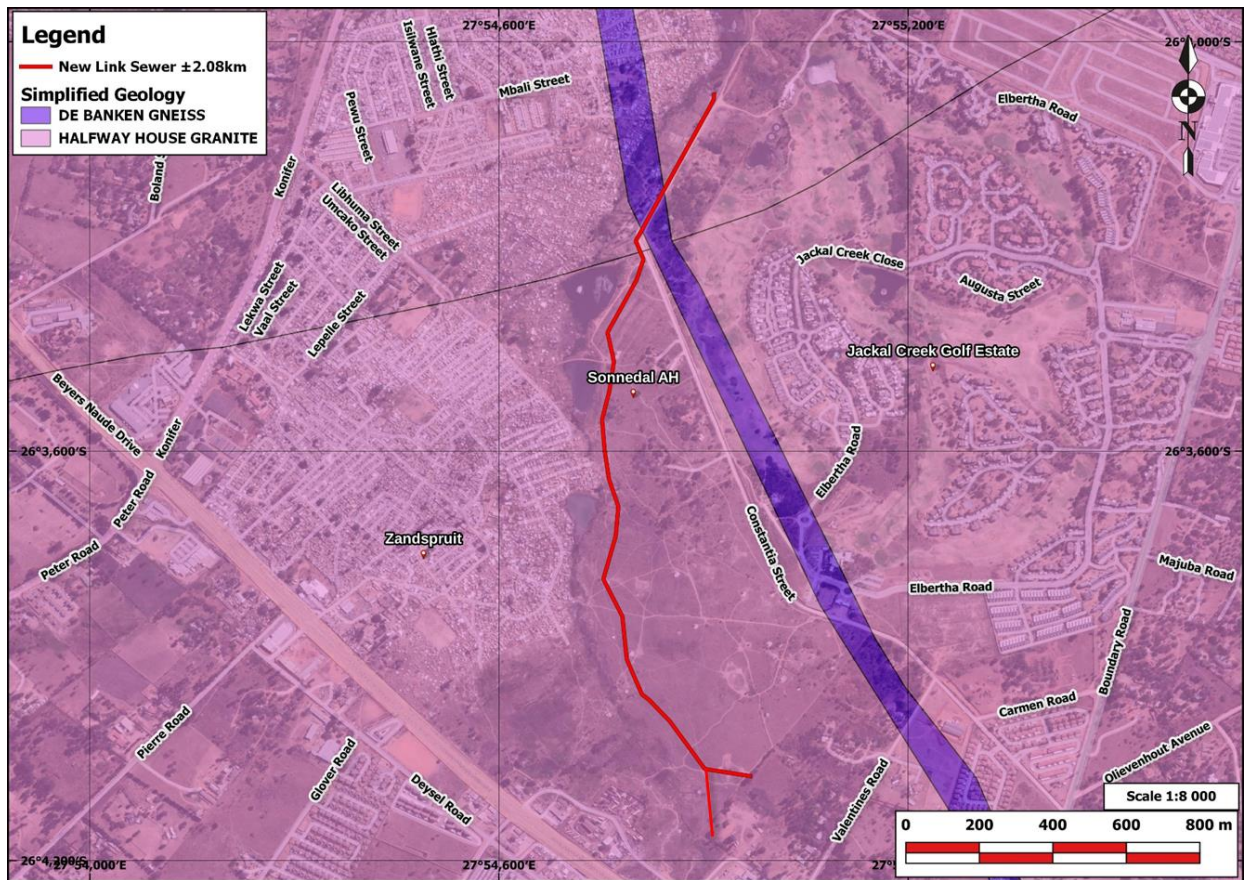 Legend
New Link Sewer ±2.08km
Simplified Geology
DE BANKEN GNEISS
HALFWAY HOUSE GRANITE
27°54,600'E
27°55,200'E
Hlathi Street
Isilwane Street
Mbali Street
Pewu Street
Elbertha Road
N
Boland
Konifer
Libhuma Street
Umcako Street
Jackal Creek Close
Augusta Street
Lekwa Street
Vaal Street
Lepelle Street
Jackal Creek Golf Estate
Sonnedal AH
Beyers Naude Drive
Konifer
26°3,600'S
26°3,600'S
Elbertha Road
Peter Road
Constantia Street
Zandspruit
Peter Road
Majuba Road
Elbertha Road
Boundary Road
Carmen Road
Pierre Road
Olievenhout Avenue
Glover Road
Deysel Road
Valentines Road
Scale 1:8 000
0 200 400 600 800 m
27°54,000'E
27°54,600'E